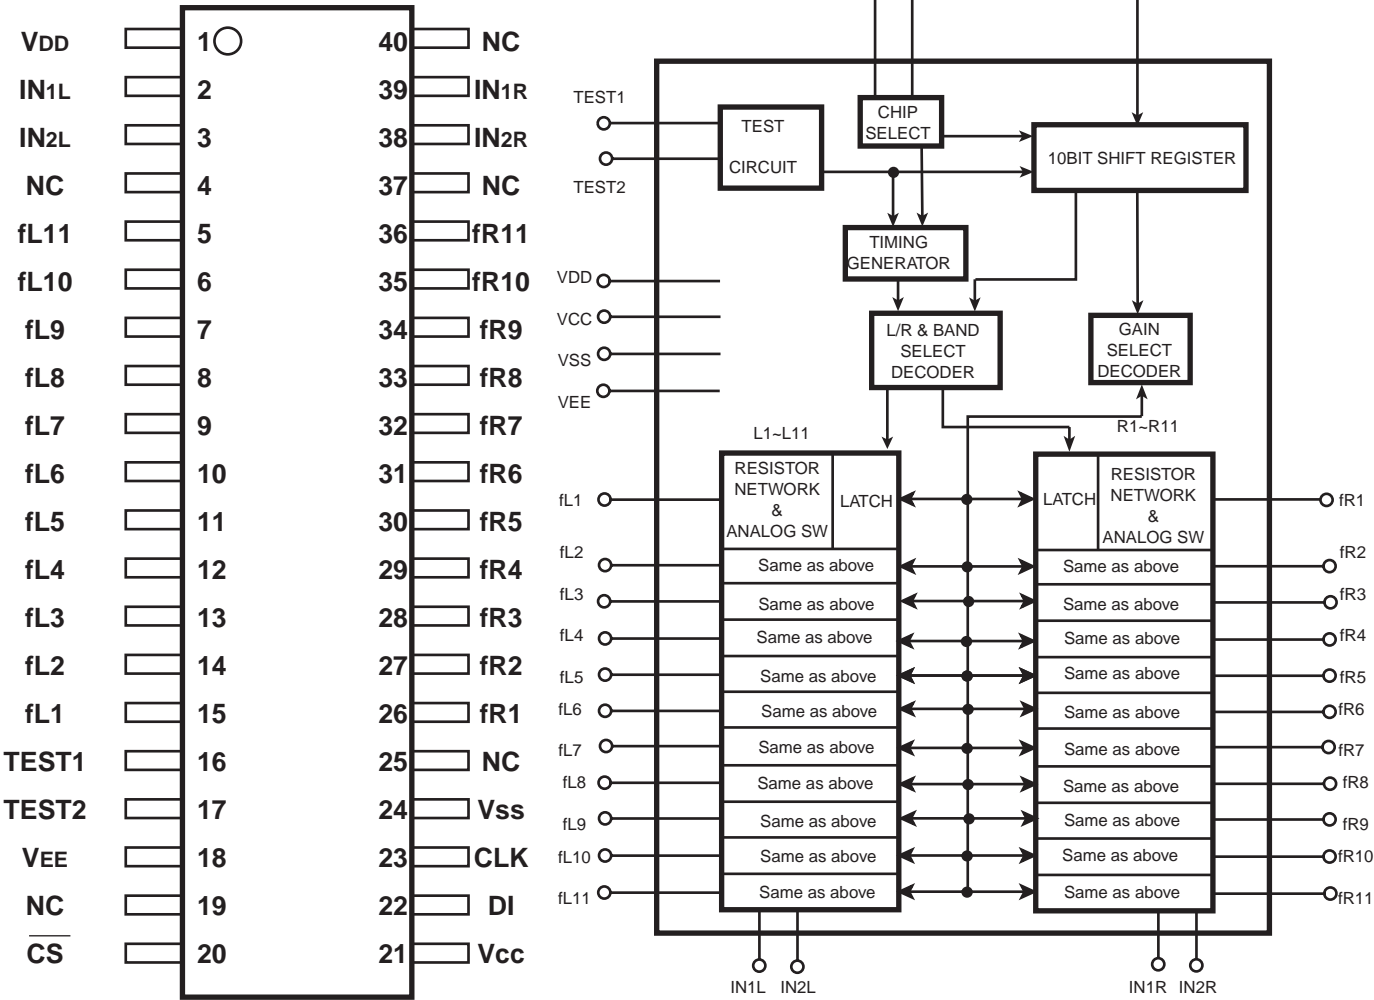 VDD 1 40 NC
IN1L 2 39 IN1R
IN2L 3 38 IN2R
NC 4 37 NC
fL11 5 36 fR11
fL10 6 35 fR10
fL9 7 34 fR9
fL8 8 33 fR8
fL7 9 32 fR7
fL6 10 31 fR6
fL5 11 30 fR5
fL4 12 29 fR4
fL3 13 28 fR3
fL2 14 27 fR2
fL1 15 26 fR1
TEST1 16 25 NC
TEST2 17 24 Vss
VEE 18 23 CLK
NC 19 22 DI
C̅S̅ 20 21 Vcc
TEST1
TEST2
TEST
CIRCUIT
CHIP
SELECT
10BIT SHIFT REGISTER
TIMING
GENERATOR
VDD
VCC
VSS
VEE
L/R & BAND
SELECT
DECODER
GAIN
SELECT
DECODER
L1~L11
R1~R11
RESISTOR
NETWORK
&
ANALOG SW
LATCH
LATCH
RESISTOR
NETWORK
&
ANALOG SW
fL1 fR1
fL2 Same as above Same as above fR2
fL3 Same as above Same as above fR3
fL4 Same as above Same as above fR4
fL5 Same as above Same as above fR5
fL6 Same as above Same as above fR6
fL7 Same as above Same as above fR7
fL8 Same as above Same as above fR8
fL9 Same as above Same as above fR9
fL10 Same as above Same as above fR10
fL11 Same as above Same as above fR11
IN1L IN2L IN1R IN2R